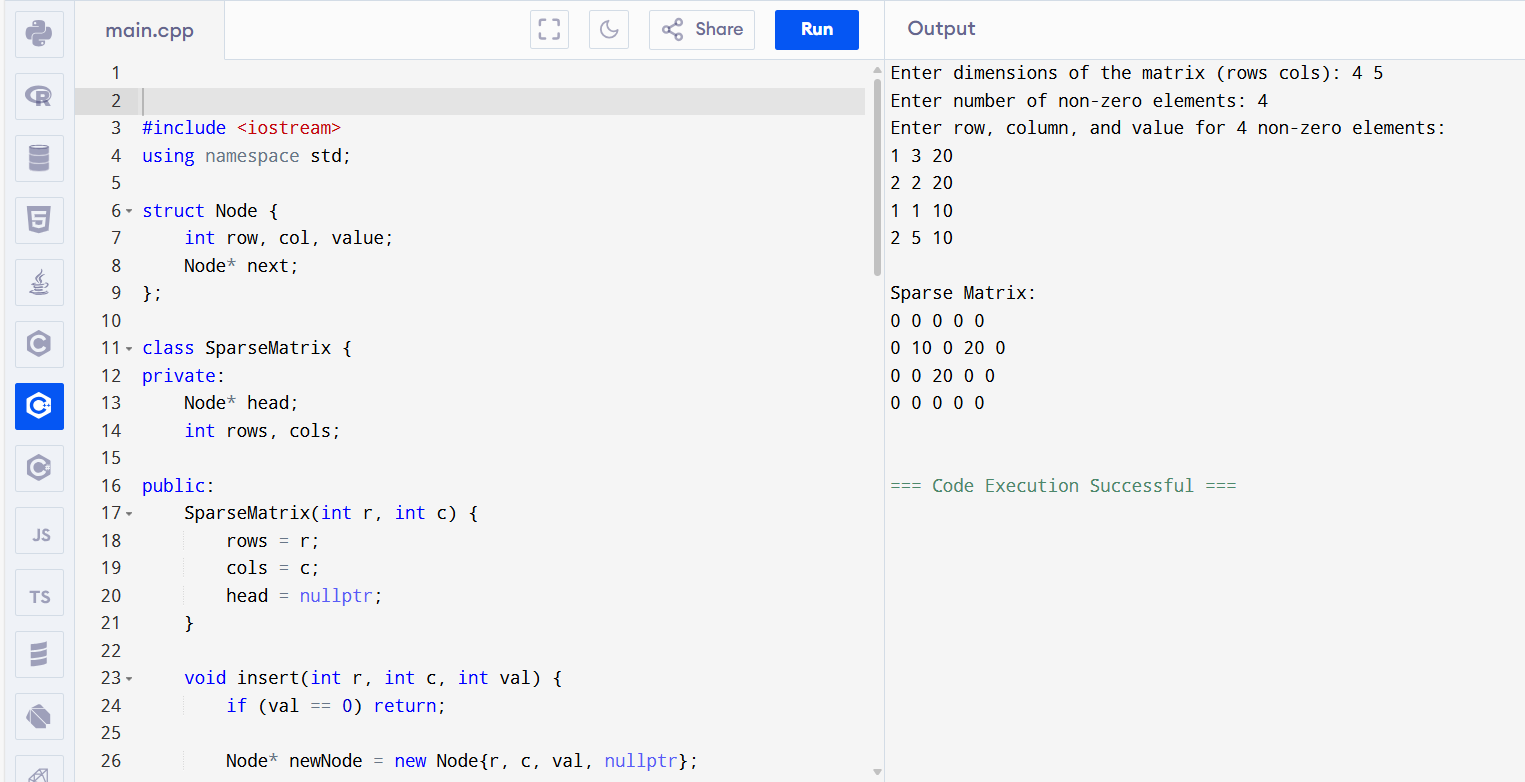 main.cpp
Share
Run
Output
1
2
3 #include <iostream>
4 using namespace std;
5
6 struct Node {
7     int row, col, value;
8     Node* next;
9 };
10
11 class SparseMatrix {
12 private:
13     Node* head;
14     int rows, cols;
15
16 public:
17     SparseMatrix(int r, int c) {
18         rows = r;
19         cols = c;
20         head = nullptr;
21     }
22
23     void insert(int r, int c, int val) {
24         if (val == 0) return;
25
26         Node* newNode = new Node{r, c, val, nullptr};
Enter dimensions of the matrix (rows cols): 4 5
Enter number of non-zero elements: 4
Enter row, column, and value for 4 non-zero elements:
1 3 20
2 2 20
1 1 10
2 5 10
Sparse Matrix:
0 0 0 0 0
0 10 0 20 0
0 0 20 0 0
0 0 0 0 0
=== Code Execution Successful ===
R
5
C
C
C
JS
TS